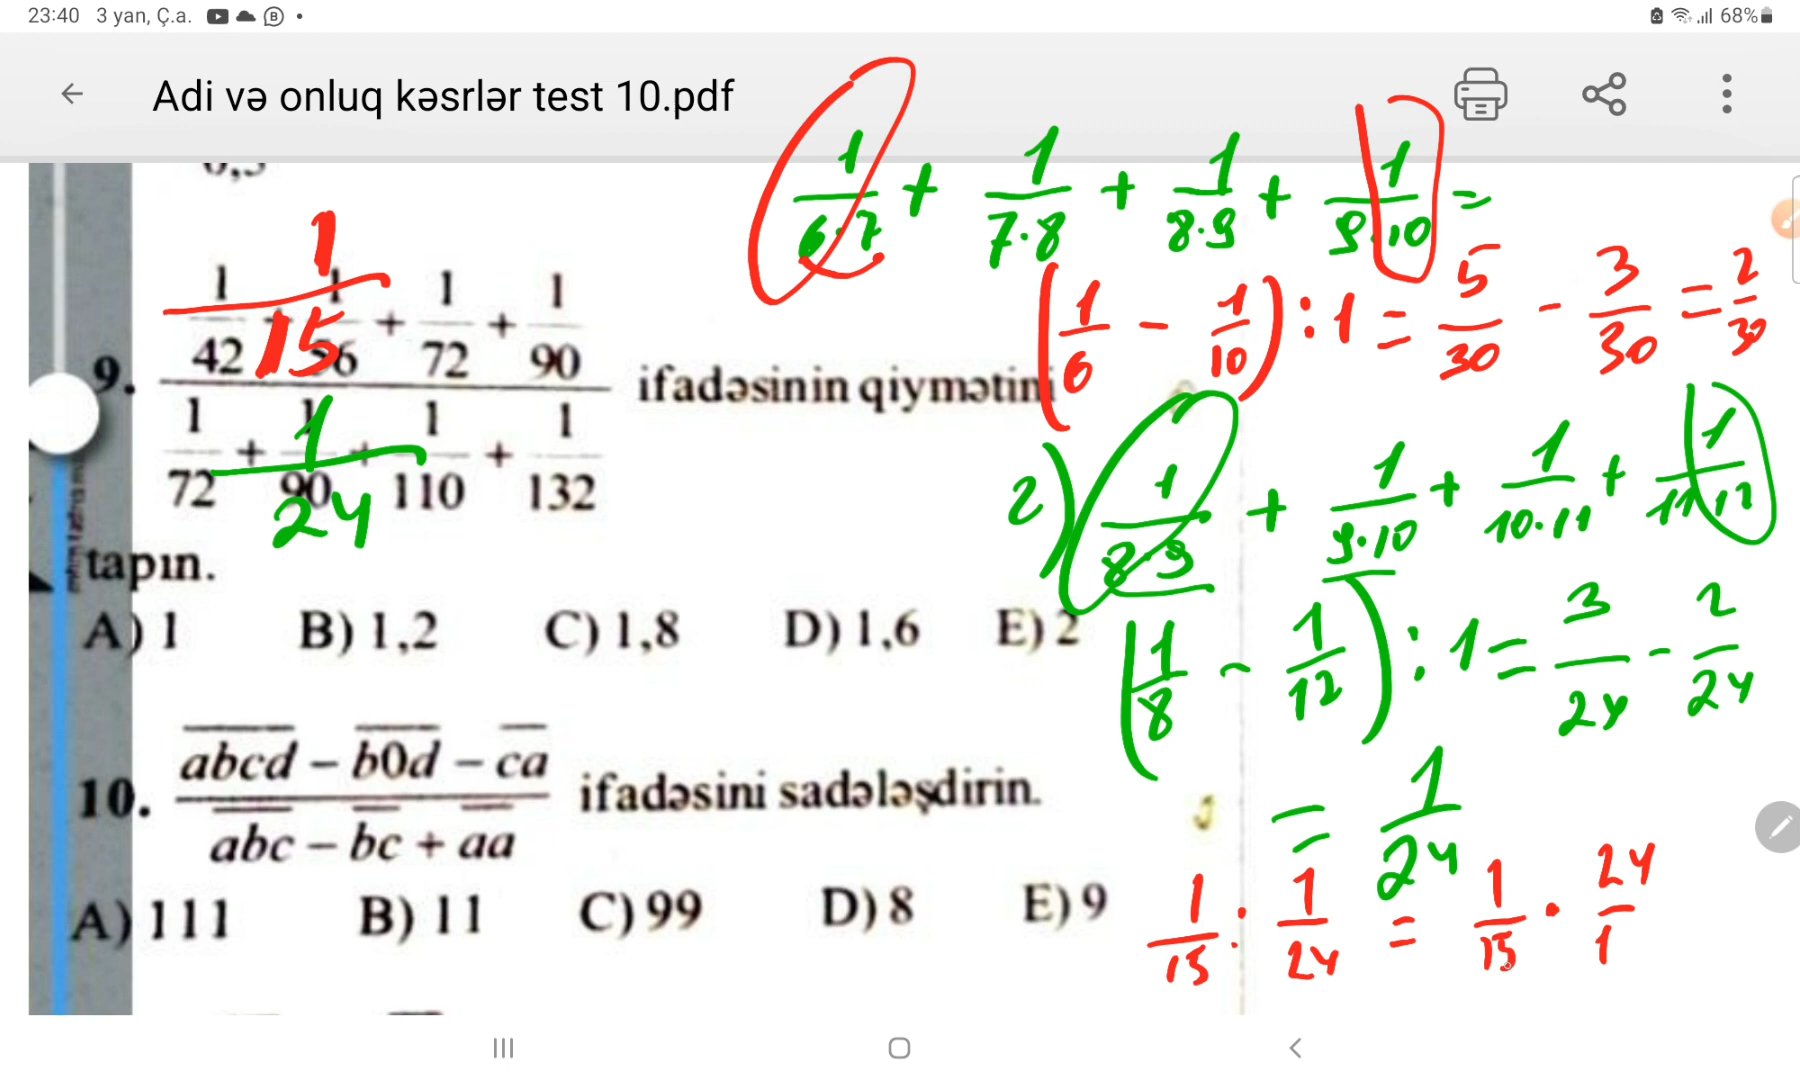 23:40 3 yan, Ç.a. • 68%
Adi və onluq kəsrlər test 10.pdf
1/(6·7) + 1/(7·8) + 1/(8·9) + 1/(9·10) =
(1/6 - 1/10) : 1 = 5/30 - 3/30 = 2/30
1/15
1/42 + 1/56 + 1/72 + 1/90
9. ifadəsinin qiymətini
1/72 + 1/90 + 1/110 + 1/132
1/24
2) 1/(8·9) + 1/(9·10) + 1/(10·11) + 1/(11·12)
tapın.
A) 1 B) 1,2 C) 1,8 D) 1,6 E) 2
(1/8 - 1/12) : 1 = 3/24 - 2/24
= 1/24
abcd – b0d – ca
10. ifadəsini sadələşdirin.
abc – bc + aa
A) 111 B) 11 C) 99 D) 8 E) 9
1/15 : 1/24 = 1/15 · 24/1